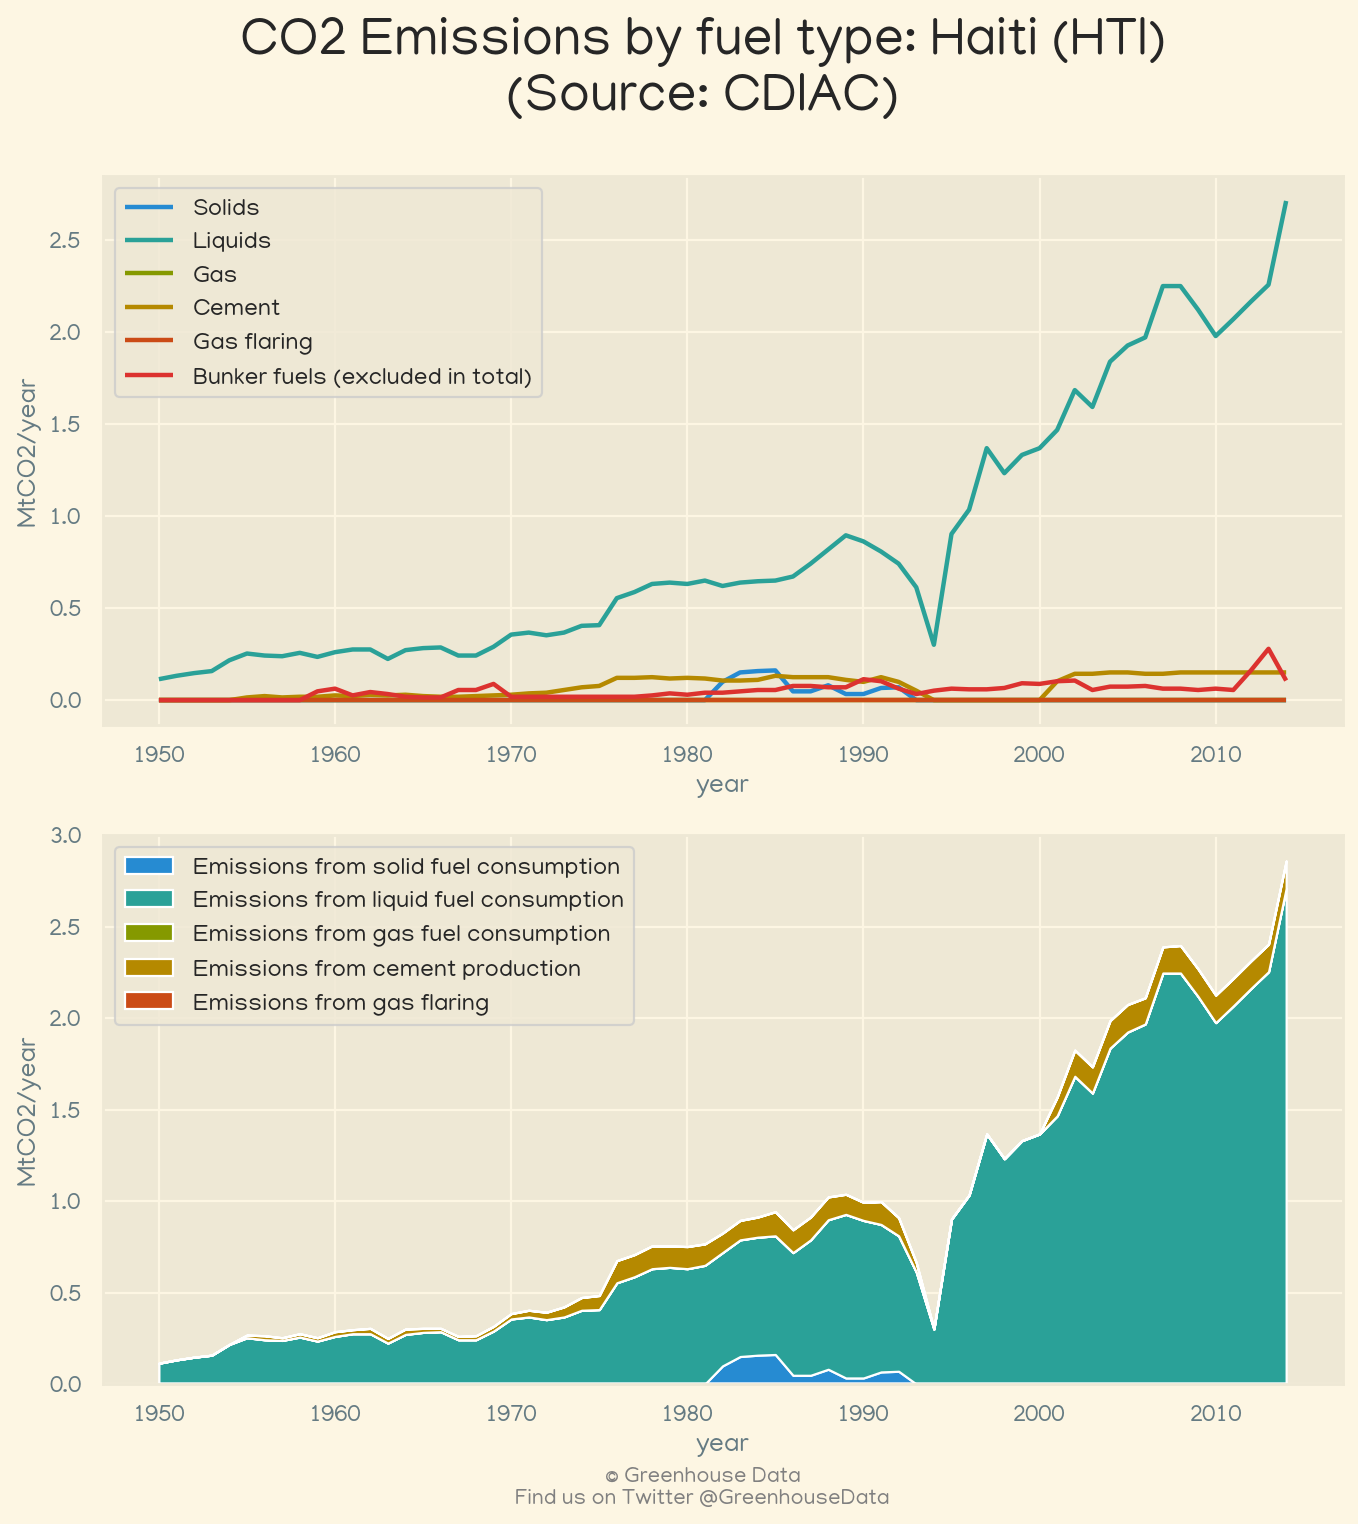 CO2 Emissions by fuel type: Haiti (HTI)
(Source: CDIAC)
Solids
Liquids
Gas
Cement
Gas flaring
Bunker fuels (excluded in total)
MtCO2/year
2.5
2.0
1.5
1.0
0.5
0.0
1950 1960 1970 1980 1990 2000 2010
year
Emissions from solid fuel consumption
Emissions from liquid fuel consumption
Emissions from gas fuel consumption
Emissions from cement production
Emissions from gas flaring
MtCO2/year
3.0
2.5
2.0
1.5
1.0
0.5
0.0
1950 1960 1970 1980 1990 2000 2010
year
© Greenhouse Data
Find us on Twitter @GreenhouseData